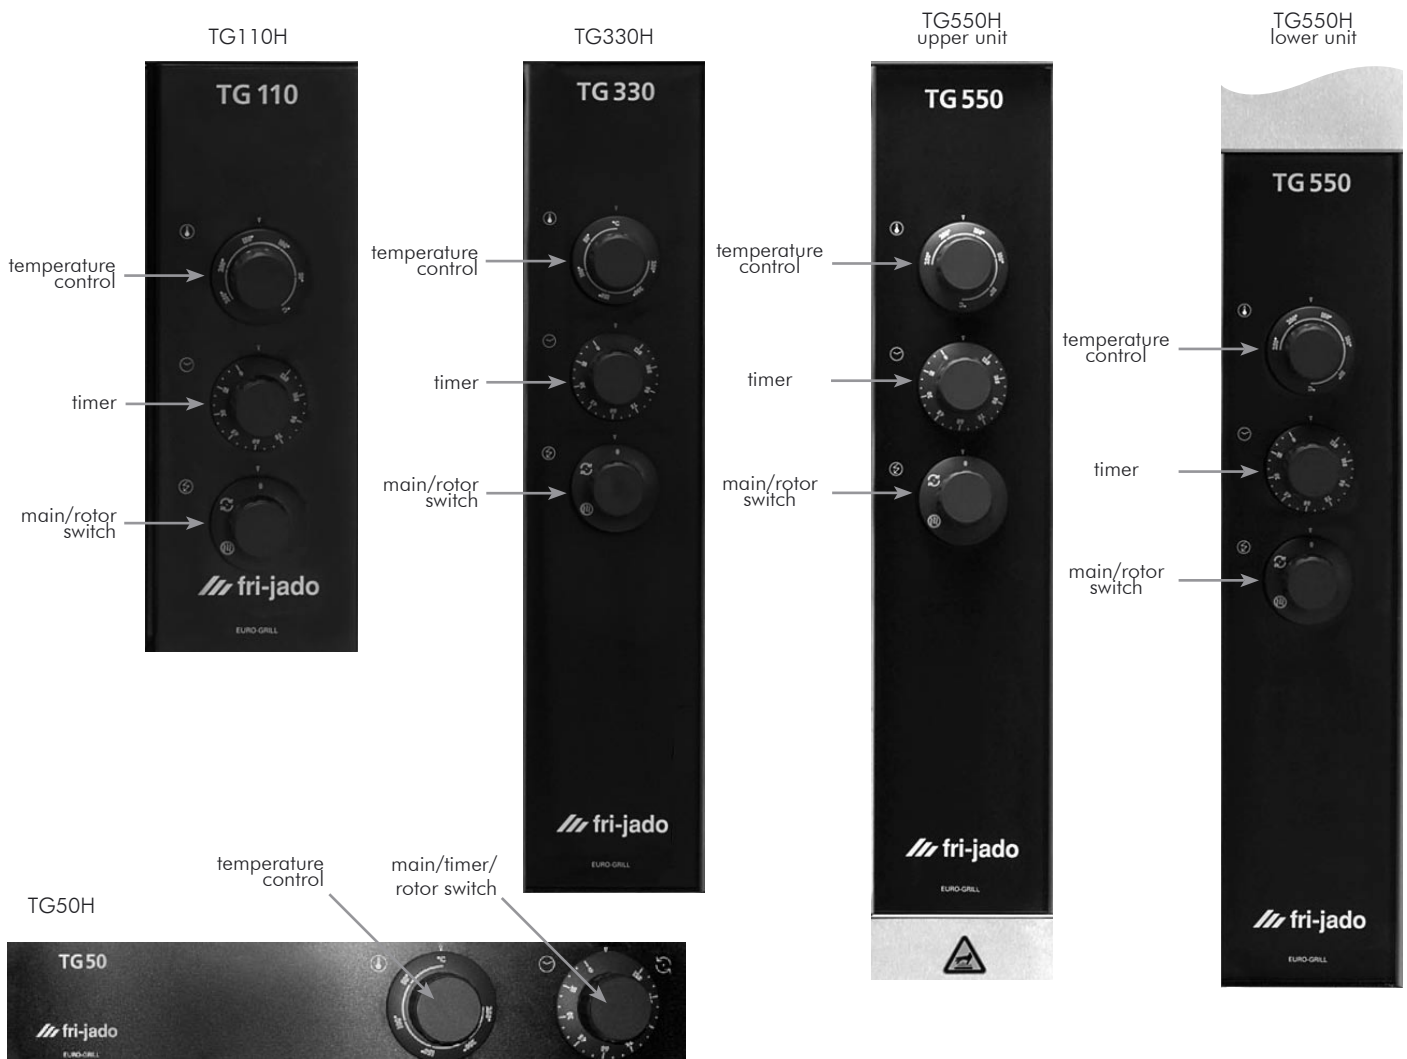 TG110H
TG 110
temperature
control
timer
main/rotor
switch
fri-jado
EURO-GRILL
TG330H
TG 330
temperature
control
timer
main/rotor
switch
fri-jado
EURO-GRILL
TG550H
upper unit
TG 550
temperature
control
timer
main/rotor
switch
fri-jado
EURO-GRILL
TG550H
lower unit
TG 550
temperature
control
timer
main/rotor
switch
fri-jado
EURO-GRILL
TG50H
temperature
control
main/timer/
rotor switch
TG 50
fri-jado
EURO-GRILL